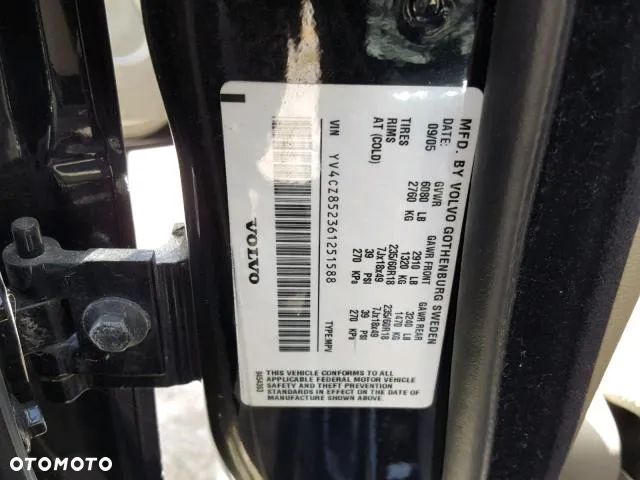 MFD. BY VOLVO GOTHENBURG SWEDEN
DATE: GVWR GAWR FRONT GAWR REAR
09/05 6080 LB 2910 LB 3240 LB
2760 KG 1320 KG 1470 KG
TIRES 235/60R18 235/60R18
RIMS 7Jx18x49 7Jx18x49
AT (COLD) 39 PSI 39 PSI
270 KPa 270 KPa
THIS VEHICLE CONFORMS TO ALL
APPLICABLE FEDERAL MOTOR VEHICLE
SAFETY AND THEFT PREVENTION
STANDARDS IN EFFECT ON THE DATE OF
MANUFACTURE SHOWN ABOVE.
VIN YV4CZ852361251588 TYPE:MPV
VOLVO
OTOMOTO